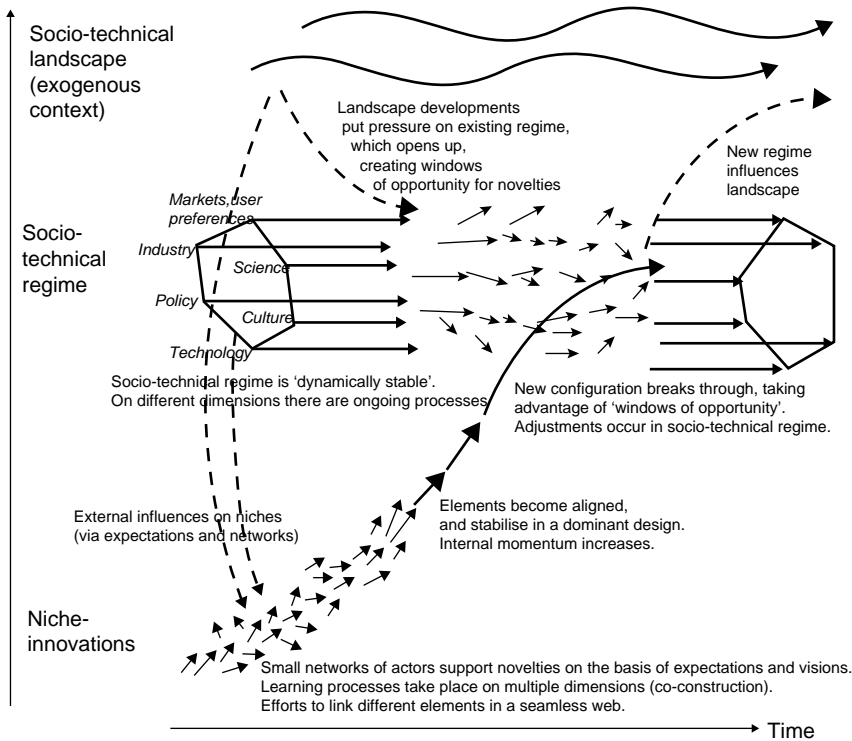 Socio-technical
landscape
(exogenous
context)
Landscape developments
put pressure on existing regime,
which opens up,
creating windows
of opportunity for novelties
New regime
influences
landscape
Socio-
technical
regime
Markets,user
preferences
Industry
Science
Policy
Culture
Technology
Socio-technical regime is ‘dynamically stable’.
On different dimensions there are ongoing processes
New configuration breaks through, taking
advantage of ‘windows of opportunity’.
Adjustments occur in socio-technical regime.
External influences on niches
(via expectations and networks)
Elements become aligned,
and stabilise in a dominant design.
Internal momentum increases.
Niche-
innovations
Small networks of actors support novelties on the basis of expectations and visions.
Learning processes take place on multiple dimensions (co-construction).
Efforts to link different elements in a seamless web.
Time